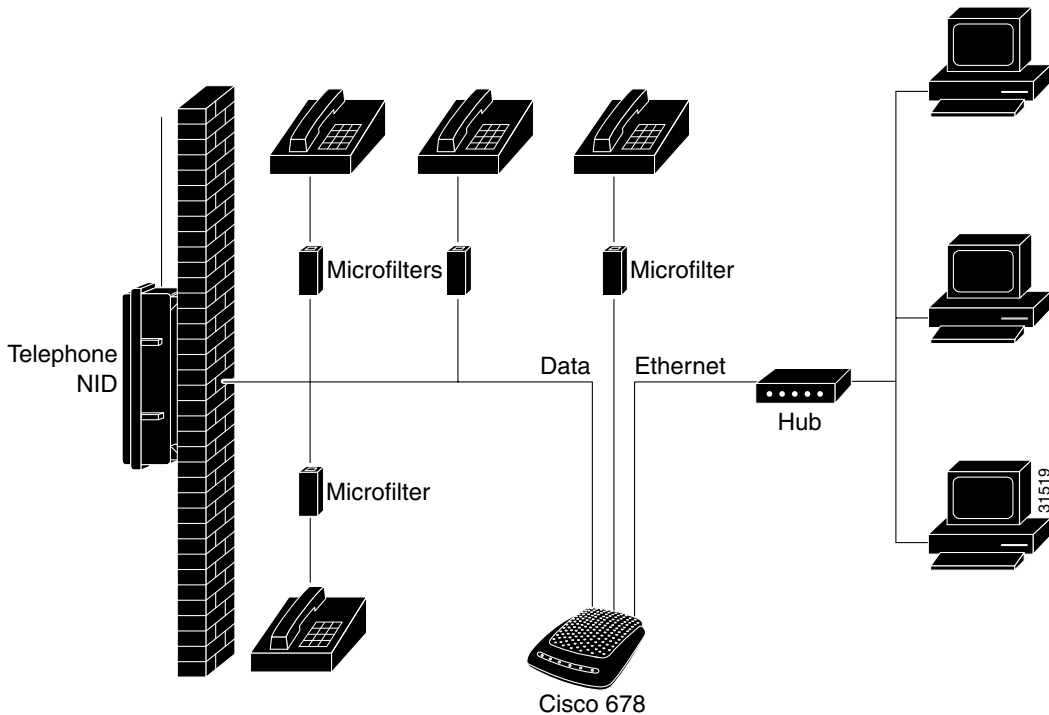 Microfilters
Microfilter
Telephone
NID
Data
Ethernet
Hub
Microfilter
31519
Cisco 678